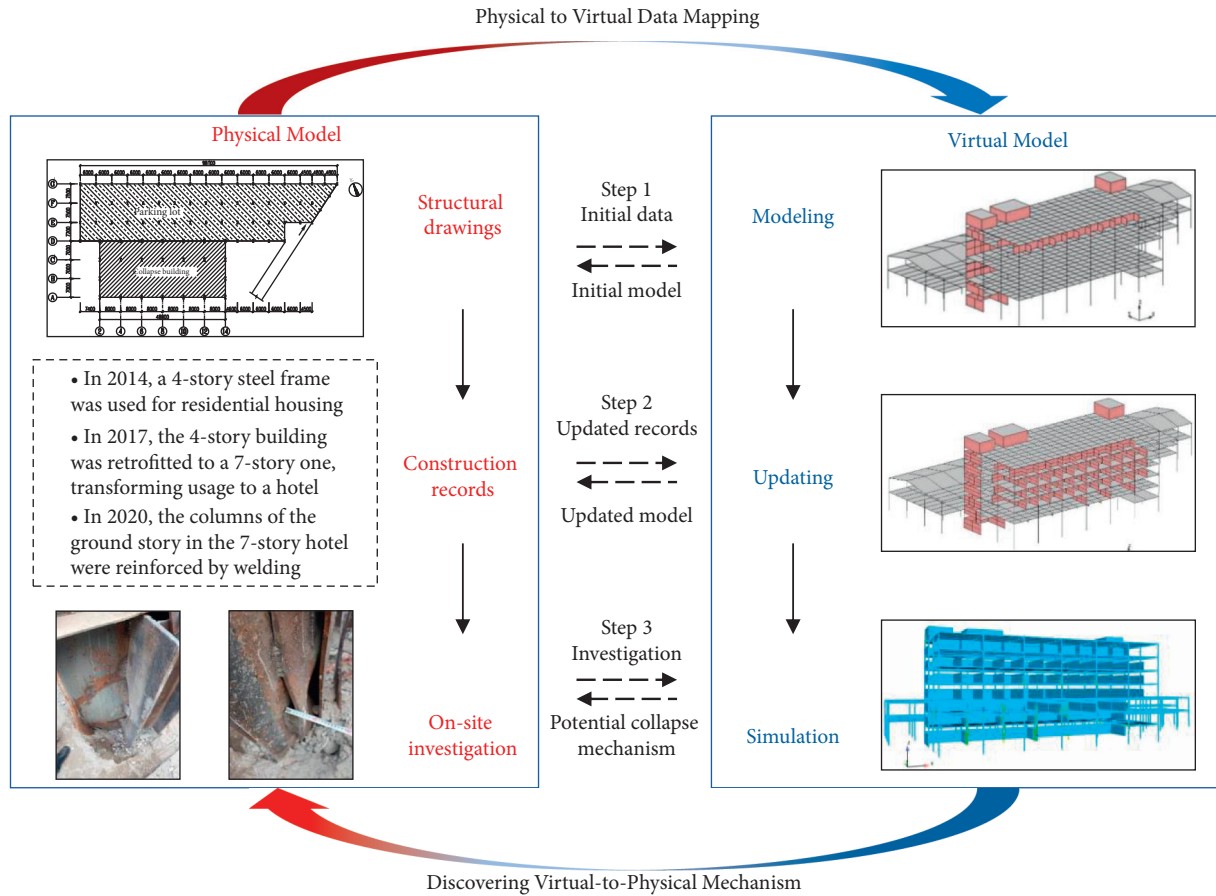 Physical to Virtual Data Mapping
Physical Model
Parking lot
collapse building
Structural
drawings
• In 2014, a 4-story steel frame
was used for residential housing
• In 2017, the 4-story building
was retrofitted to a 7-story one,
transforming usage to a hotel
• In 2020, the columns of the
ground story in the 7-story hotel
were reinforced by welding
Construction
records
On-site
investigation
Step 1
Initial data
Initial model
Step 2
Updated records
Updated model
Step 3
Investigation
Potential collapse
mechanism
Virtual Model
Modeling
Updating
Simulation
Discovering Virtual-to-Physical Mechanism